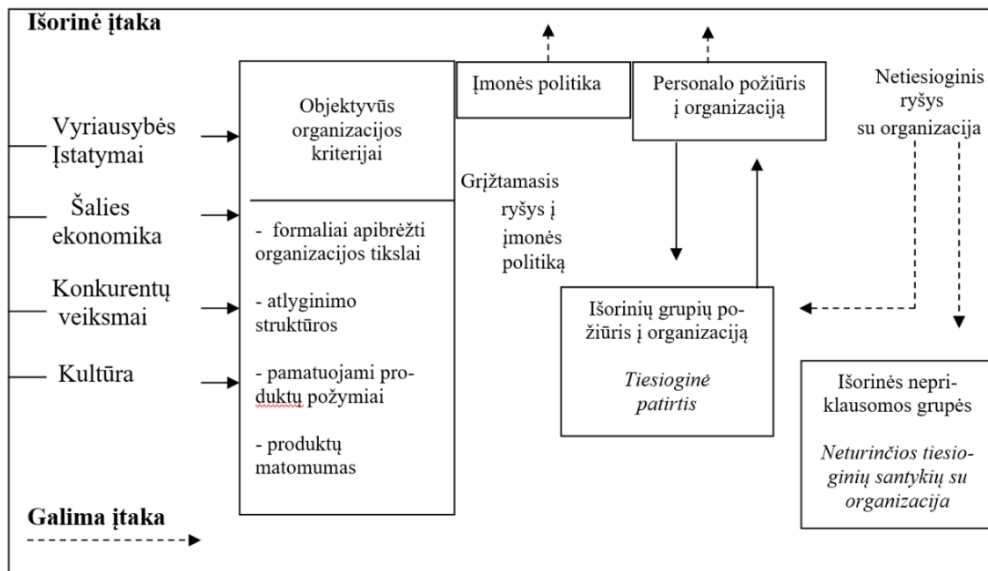 Išorinė įtaka
Vyriausybės
Įstatymai
Šalies
ekonomika
Konkurentų
veiksmai
Kultūra
Galima įtaka
Objektyvūs
organizacijos
kriterijai
- formaliai apibrėžti
organizacijos tikslai
- atlyginimo
struktūros
- pamatuojami pro-
duktų požymiai
- produktų
matomumas
Įmonės politika
Grįžtamasis
ryšys į
įmonės
politiką
Personalo požiūris
į organizaciją
Išorinių grupių po-
žiūris į organizaciją
Tiesioginė
patirtis
Netiesioginis
ryšys
su organizacija
Išorinės nepri-
klausomos grupės
Neturinčios tiesio-
ginių santykių su
organizacija